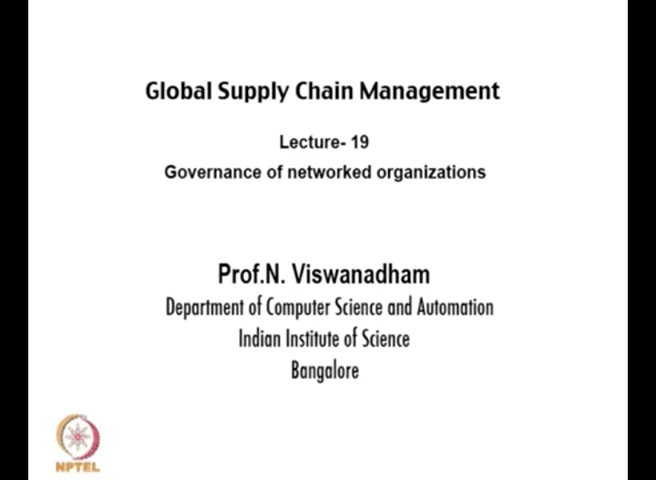 Global Supply Chain Management
Lecture- 19
Governance of networked organizations
Prof.N. Viswanadham
Department of Computer Science and Automation
Indian Institute of Science
Bangalore
NPTEL